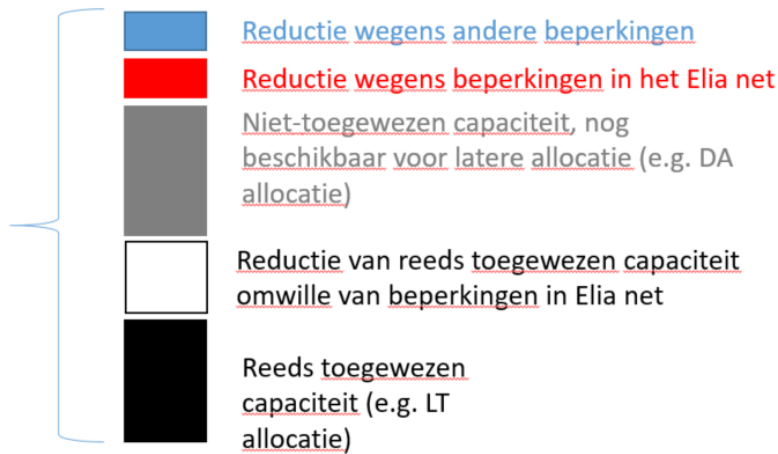 Reductie wegens andere beperkingen
Reductie wegens beperkingen in het Elia net
Niet-toegewezen capaciteit, nog
beschikbaar voor latere allocatie (e.g. DA
allocatie)
Reductie van reeds toegewezen capaciteit
omwille van beperkingen in Elia net
Reeds toegewezen
capaciteit (e.g. LT
allocatie)